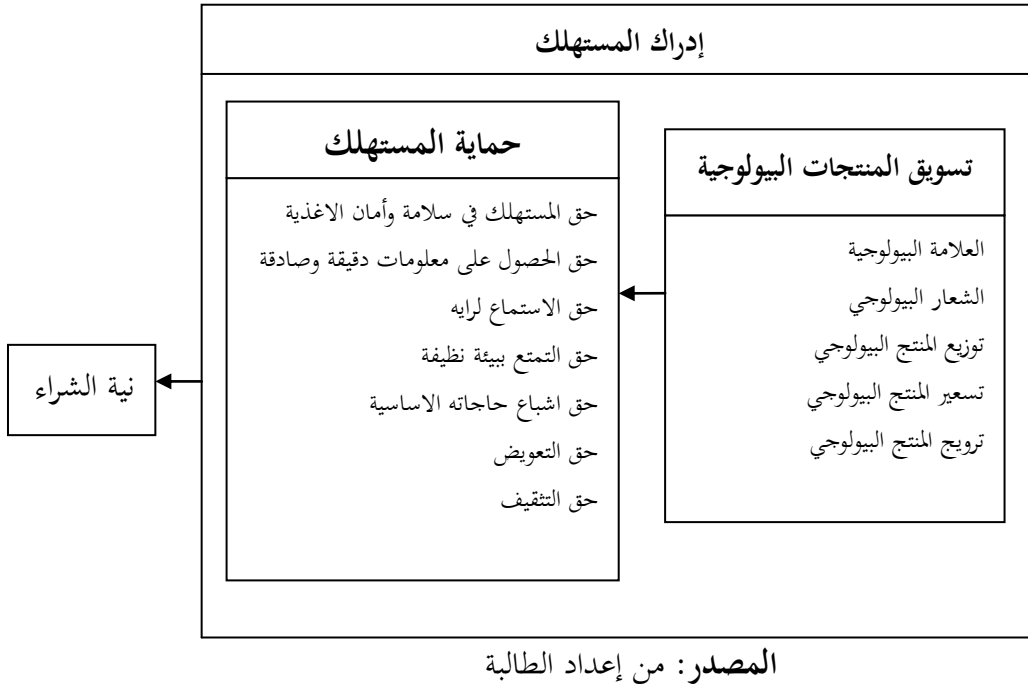 إدراك المستهلك
تسويق المنتجات البيولوجية
العلامة البيولوجية
الشعار البيولوجي
توزيع المنتج البيولوجي
تسعير المنتج البيولوجي
ترويج المنتج البيولوجي
حماية المستهلك
حق المستهلك في سلامة وأمان الاغذية
حق الحصول على معلومات دقيقة وصادقة
حق الاستماع لرايه
حق التمتع ببيئة نظيفة
حق اشباع حاجاته الاساسية
حق التعويض
حق التثقيف
نية الشراء
المصدر: من إعداد الطالبة